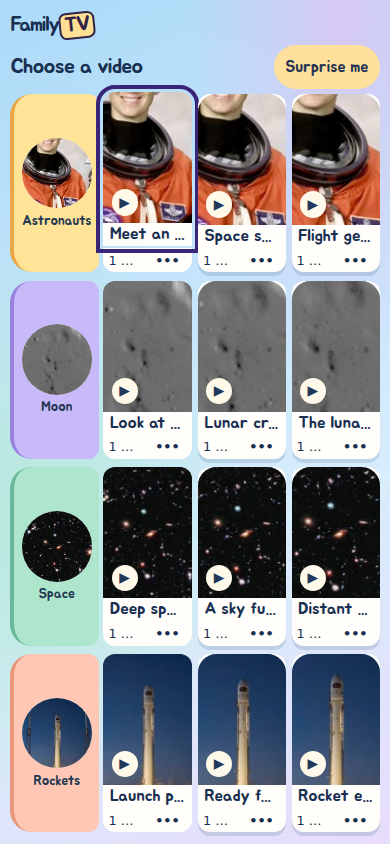 Family TV
Choose a video
Surprise me
Astronauts
Meet an ...
1 ...
Space s...
1 ...
Flight ge...
1 ...
Moon
Look at ...
1 ...
Lunar cr...
1 ...
The luna...
1 ...
Space
Deep sp...
1 ...
A sky fu...
1 ...
Distant ...
1 ...
Rockets
Launch p...
1 ...
Ready f...
1 ...
Rocket e...
1 ...